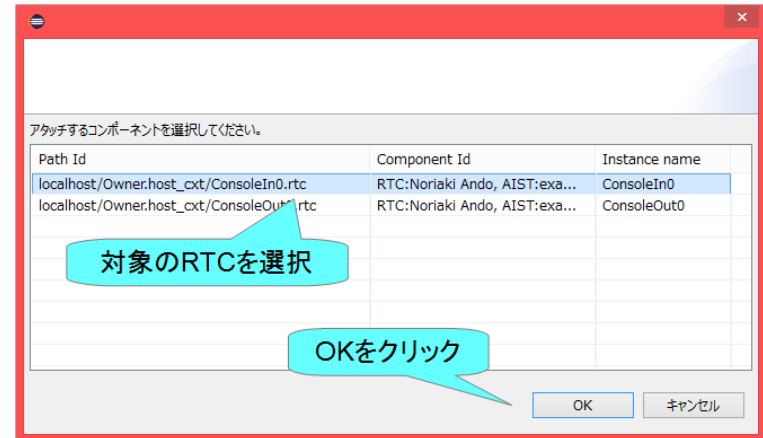 アタッチするコンポーネントを選択してください。
Path Id Component Id Instance name
localhost/Owner.host_cxt/ConsoleIn0.rtc RTC:Noriaki Ando, AIST:exa... ConsoleIn0
localhost/Owner.host_cxt/ConsoleOut0.rtc RTC:Noriaki Ando, AIST:exa... ConsoleOut0
対象のRTCを選択
OKをクリック
OK キャンセル